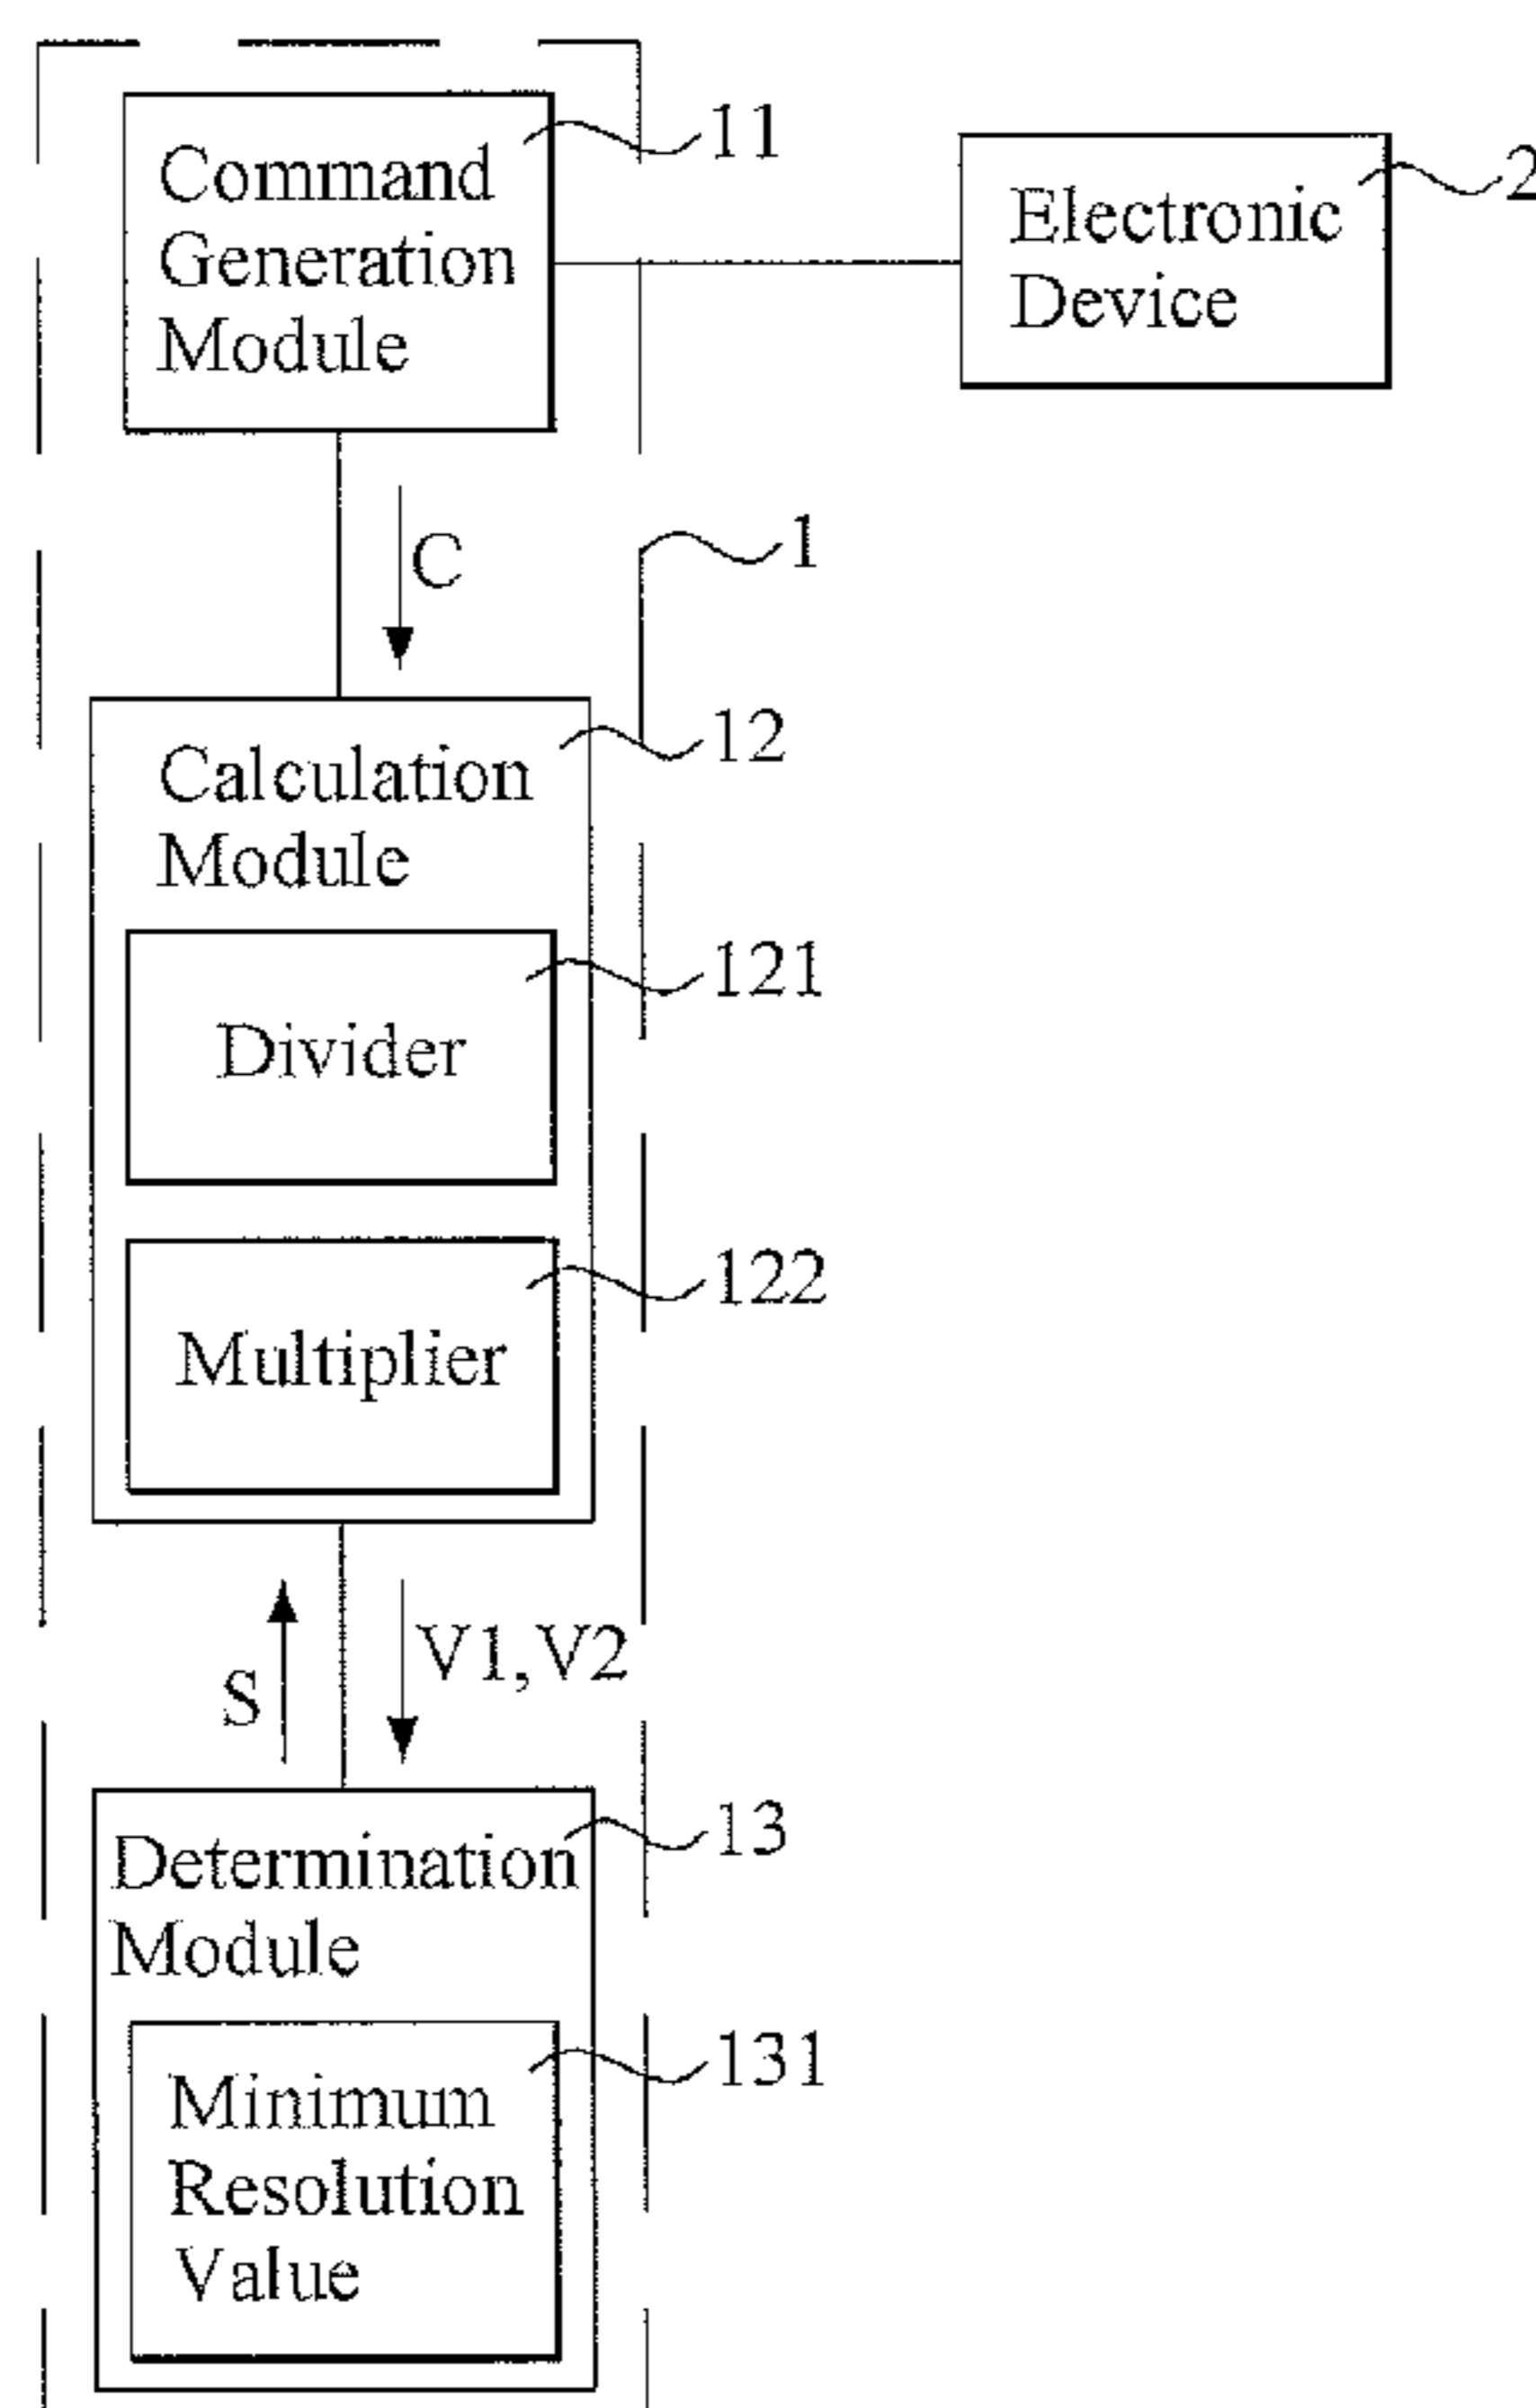 Command
Generation
Module
11
Electronic
Device
2
C
1
Calculation
Module
12
Divider
121
Multiplier
122
S
V1,V2
Determination
Module
13
Minimum
Resolution
Value
131